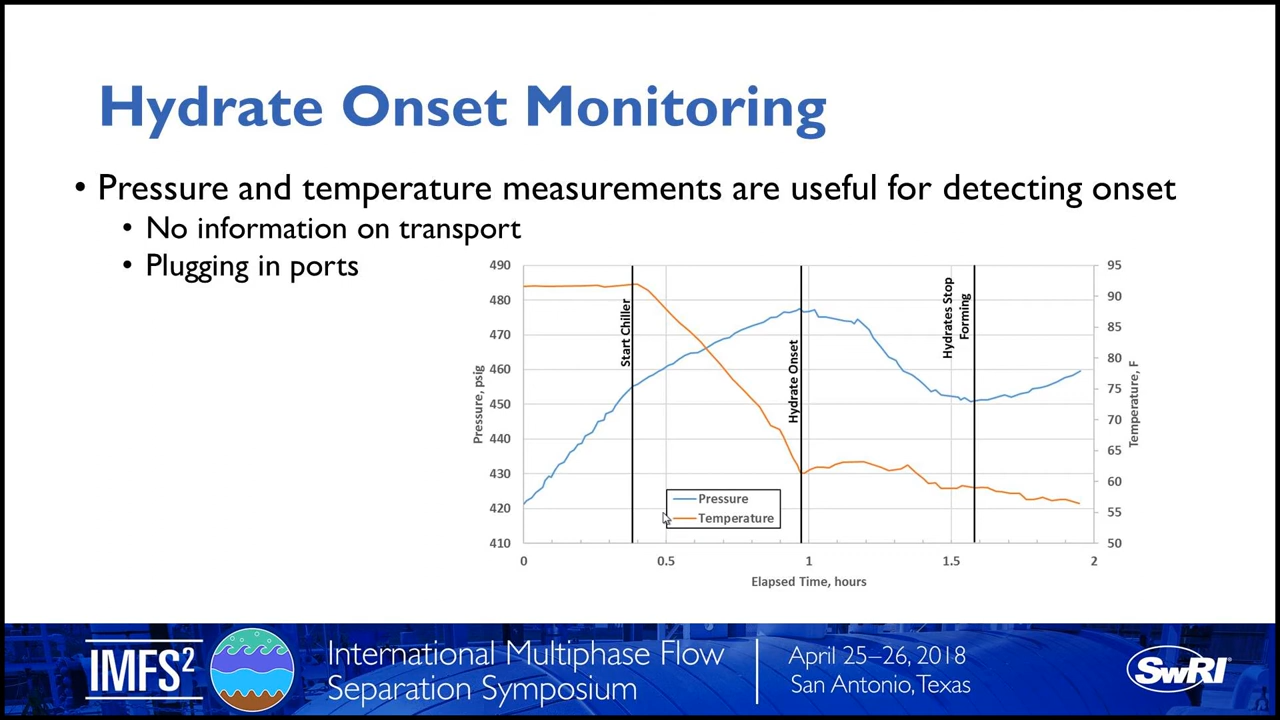 Hydrate Onset Monitoring
• Pressure and temperature measurements are useful for detecting onset
• No information on transport
• Plugging in ports
490
480
470
460
450
440
430
420
410
Pressure, psig
95
90
85
80
75
70
65
60
55
50
Temperature, F
Start Chiller
Hydrate Onset
Hydrates Stop
Forming
Pressure
Temperature
0
0.5
1
1.5
2
Elapsed Time, hours
IMFS²
International Multiphase Flow
Separation Symposium
April 25–26, 2018
San Antonio, Texas
SwRI®